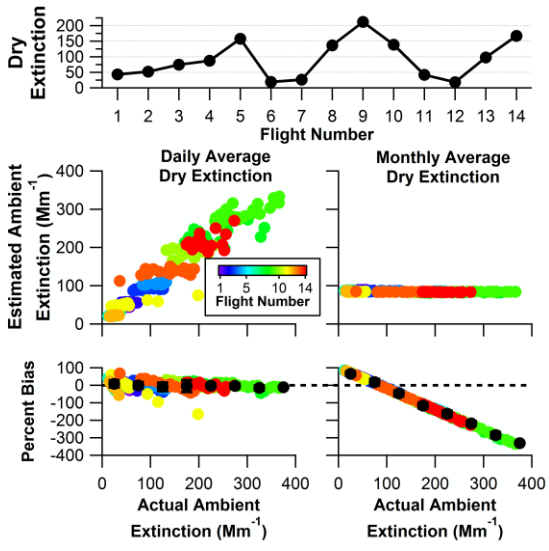 Dry
Extinction
200
150
100
50
0
1 2 3 4 5 6 7 8 9 10 11 12 13 14
Flight Number
Daily Average
Dry Extinction
Monthly Average
Dry Extinction
Estimated Ambient
Extinction (Mm⁻¹)
400
300
200
100
0
1 5 10 14
Flight Number
Percent Bias
100
0
-100
-200
-300
-400
0 100 200 300 400
0 100 200 300 400
Actual Ambient
Extinction (Mm⁻¹)
Actual Ambient
Extinction (Mm⁻¹)